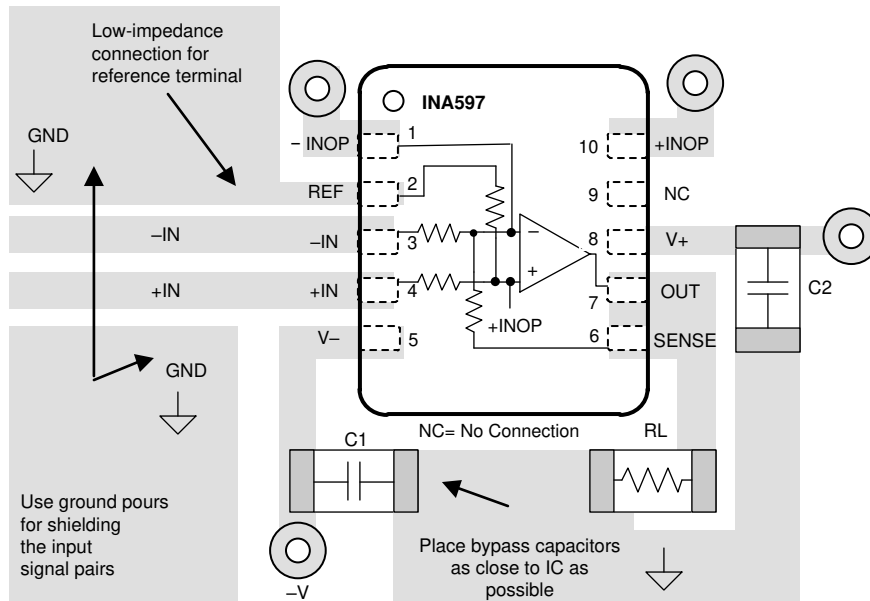 Low-impedance
connection for
reference terminal
GND
INA597
– INOP
1
10
+INOP
REF
2
9
NC
–IN
–IN
3
–
8
V+
+IN
+IN
4
+
7
OUT
C2
+INOP
V–
5
6
SENSE
GND
NC= No Connection
C1
RL
Use ground pours
for shielding
the input
signal pairs
Place bypass capacitors
as close to IC as
possible
–V